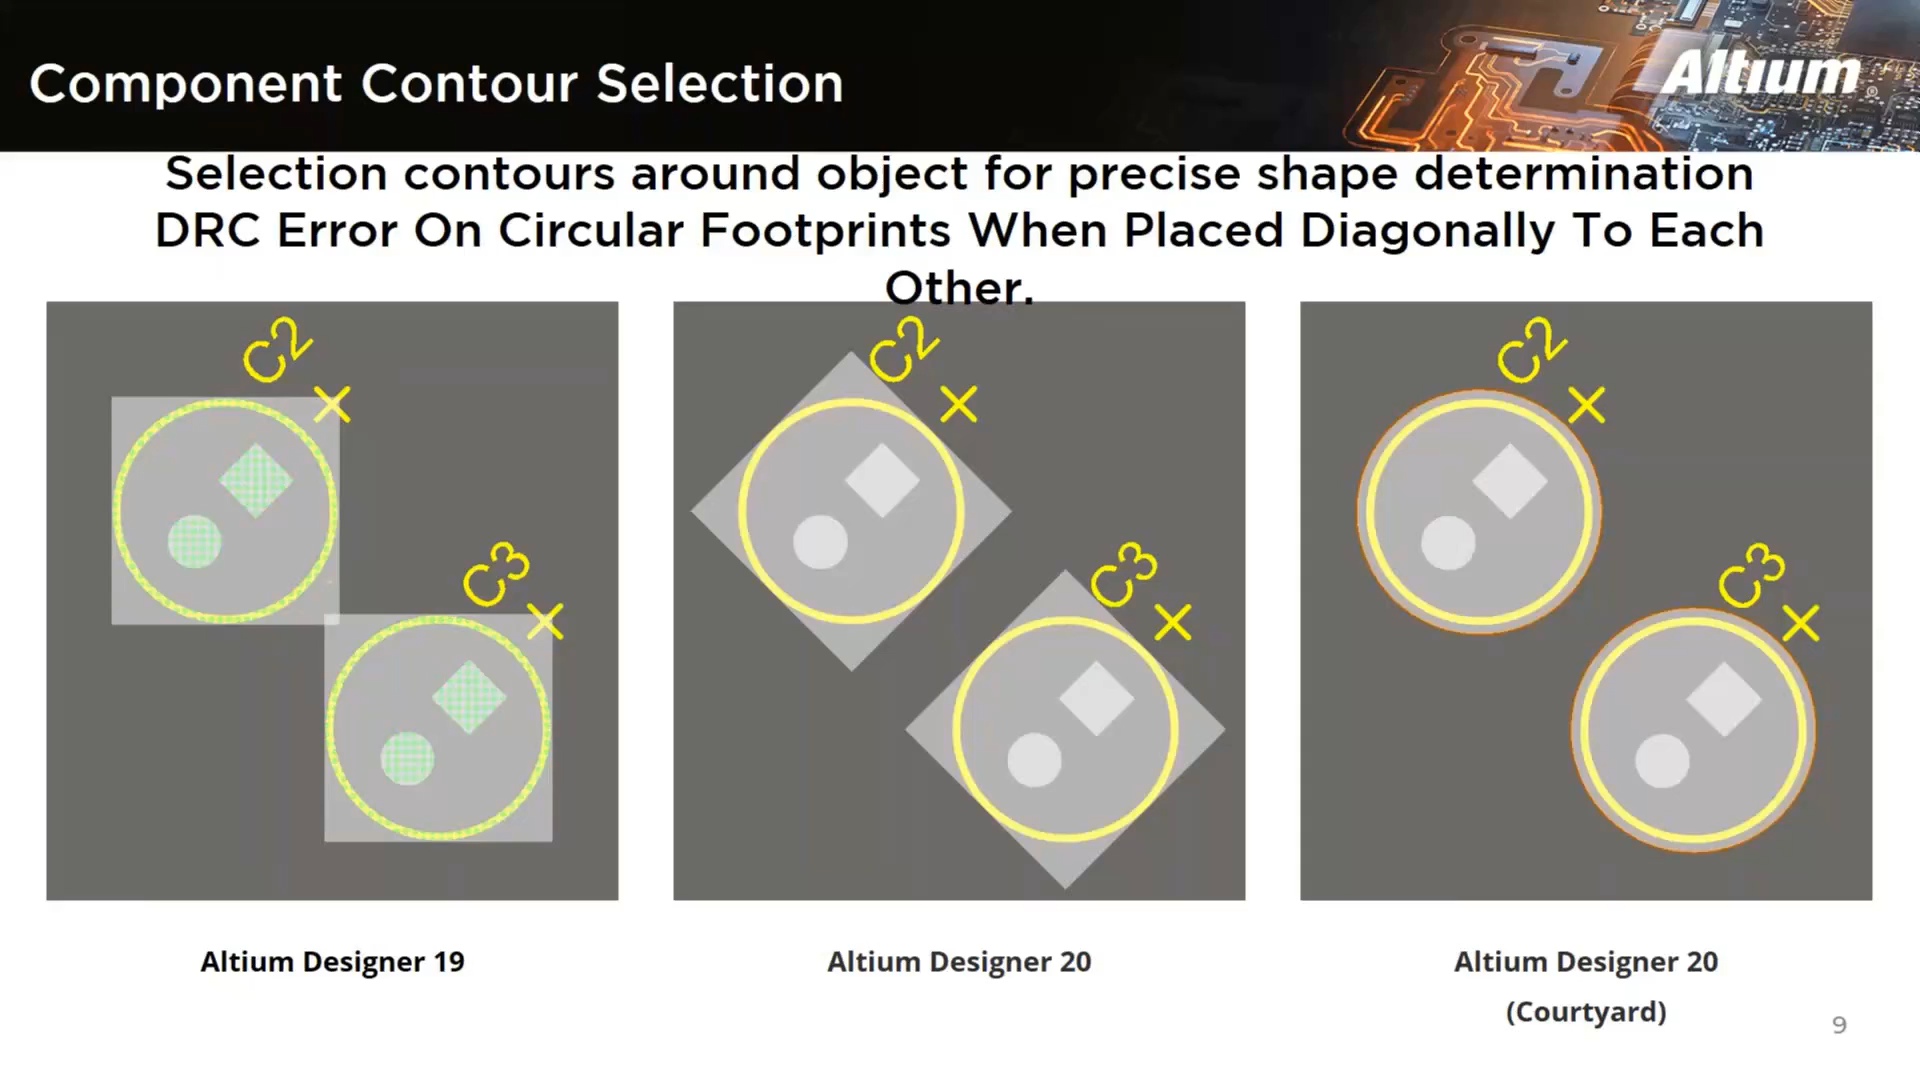 Component Contour Selection
Altium®
Selection contours around object for precise shape determination
DRC Error On Circular Footprints When Placed Diagonally To Each
Other.
C2
C3
C2
C3
C2
C3
Altium Designer 19
Altium Designer 20
Altium Designer 20
(Courtyard)
9